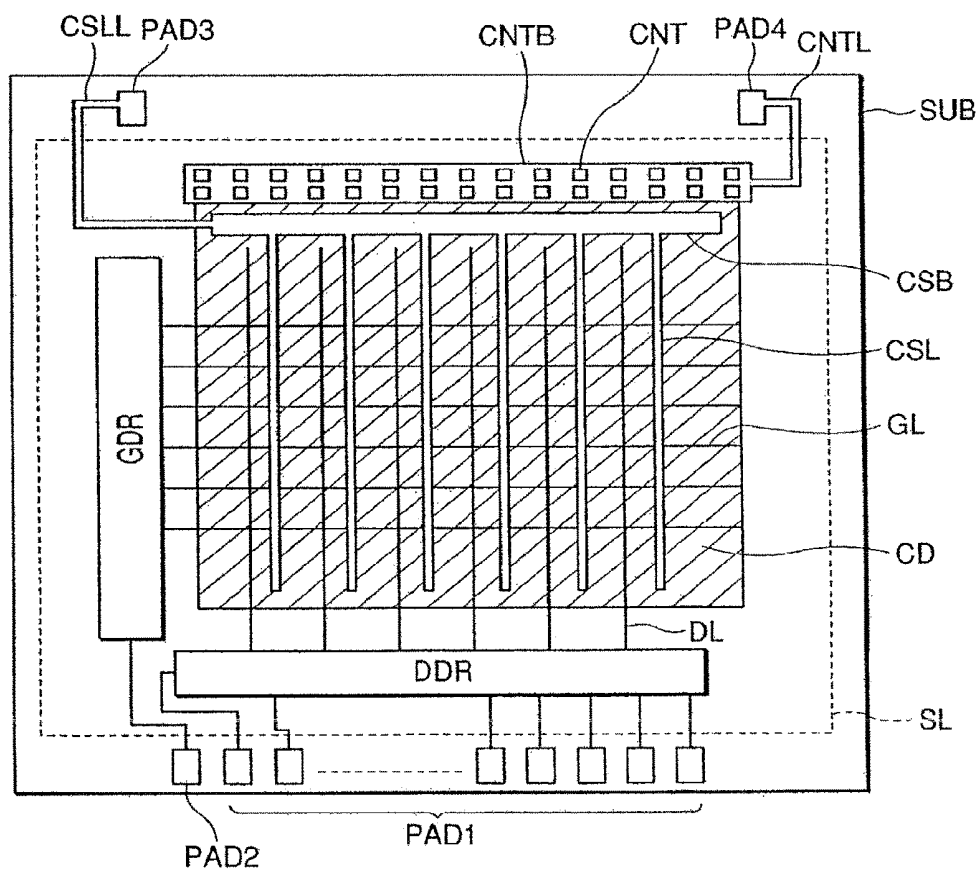 CSLL
PAD3
CNTB
CNT
PAD4
CNTL
SUB
CSB
CSL
GDR
GL
CD
DL
DDR
SL
PAD1
PAD2